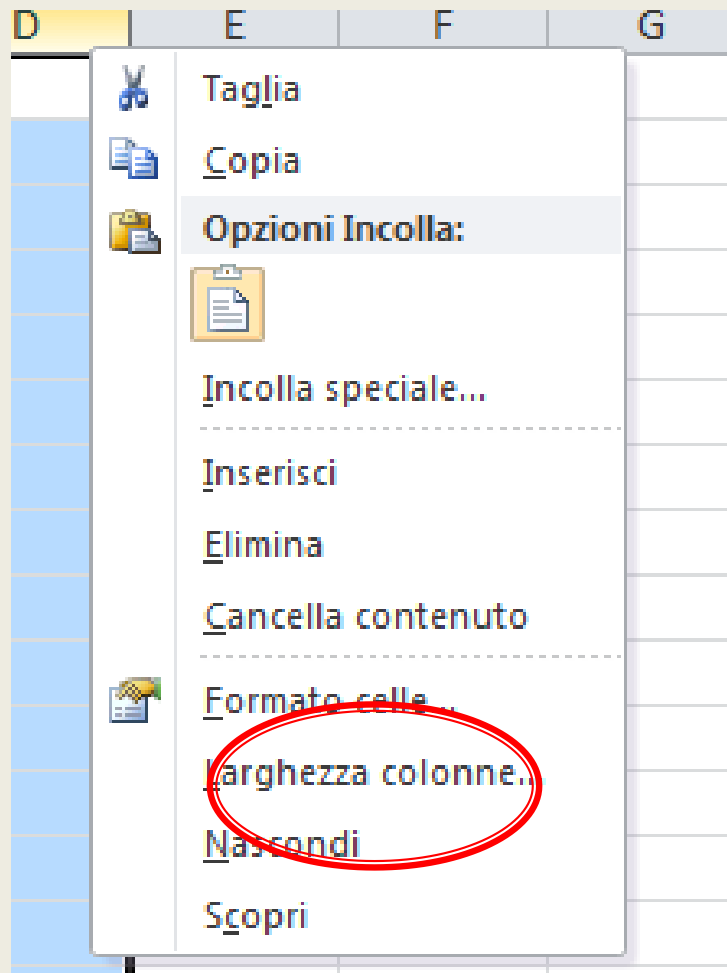 D E F G
Taglia
Copia
Opzioni Incolla:
Incolla speciale...
Inserisci
Elimina
Cancella contenuto
Formato celle...
Larghezza colonne...
Nascondi
Scopri